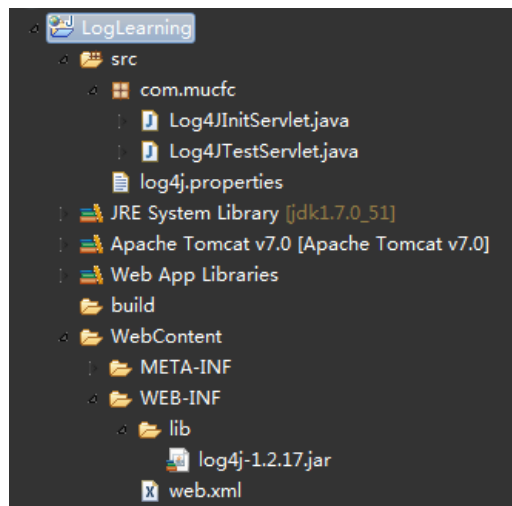 LogLearning
src
com.mucfc
Log4JInitServlet.java
Log4JTestServlet.java
log4j.properties
JRE System Library [jdk1.7.0_51]
Apache Tomcat v7.0 [Apache Tomcat v7.0]
Web App Libraries
build
WebContent
META-INF
WEB-INF
lib
log4j-1.2.17.jar
web.xml